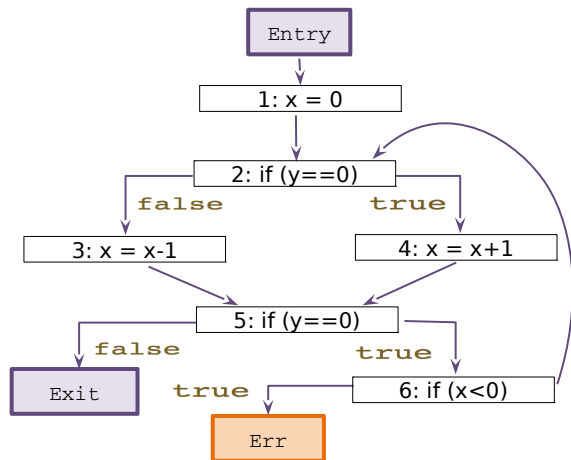 Entry
1: x = 0
2: if (y==0)
false
true
3: x = x-1
4: x = x+1
5: if (y==0)
false
true
Exit
true
6: if (x<0)
Err